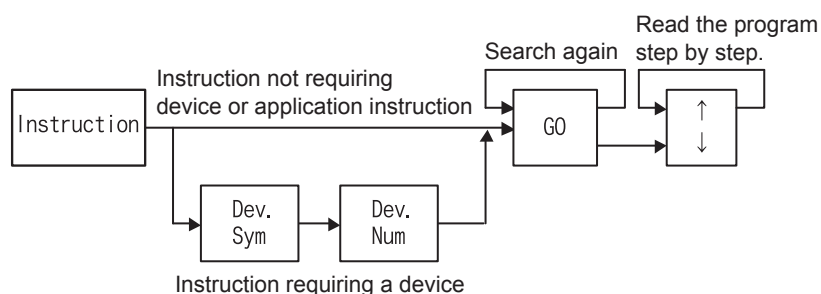 Read the program
step by step.
Search again
Instruction not requiring
device or application instruction
Instruction
GO
↑
↓
Dev.
Sym
Dev.
Num
Instruction requiring a device